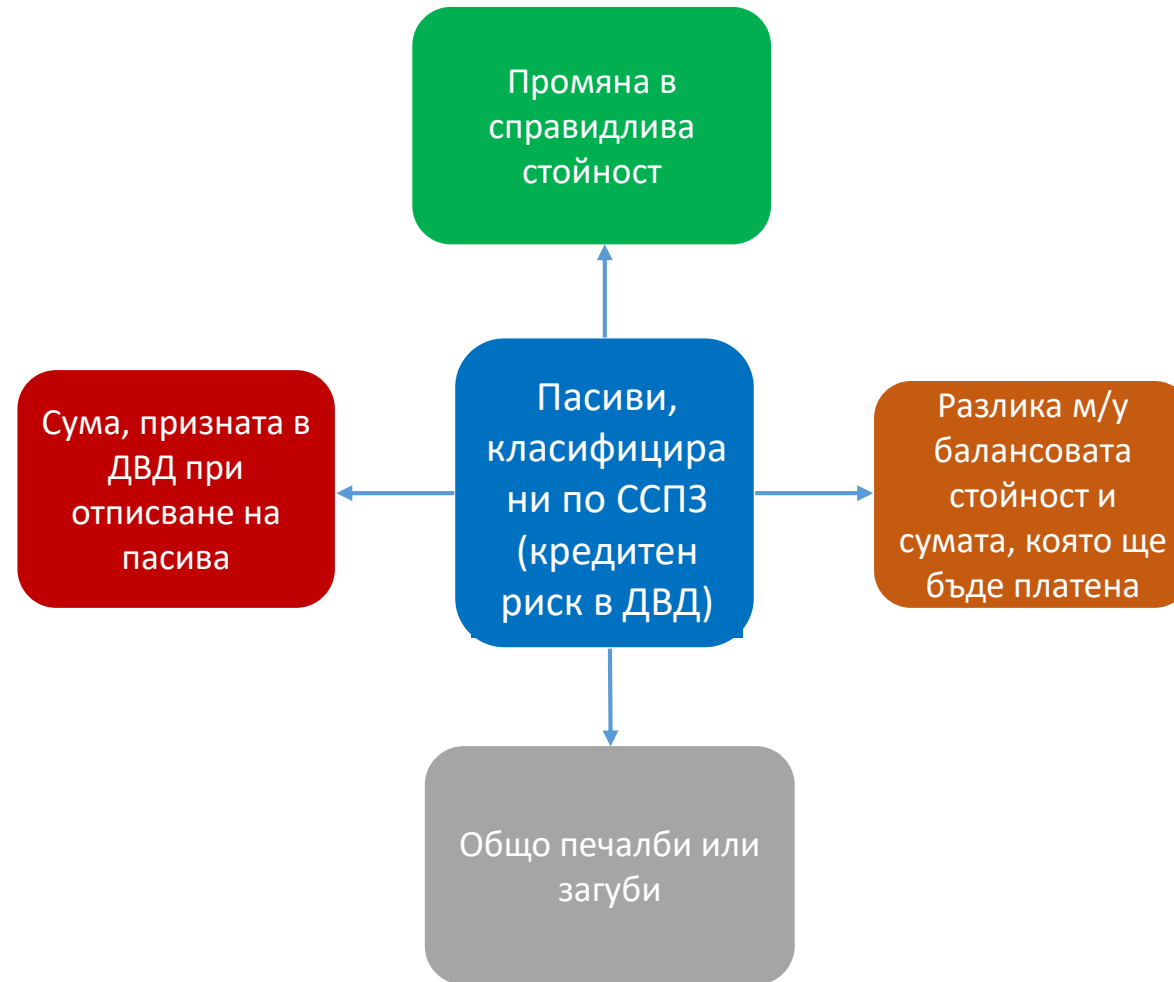 Промяна в
справидлива
стойност
Сума, призната в
ДВД при
отписване на
пасива
Пасиви,
класифицира
ни по ССПЗ
(кредитен
риск в ДВД)
Разлика м/у
балансовата
стойност и
сумата, която ще
бъде платена
Общо печалби или
загуби